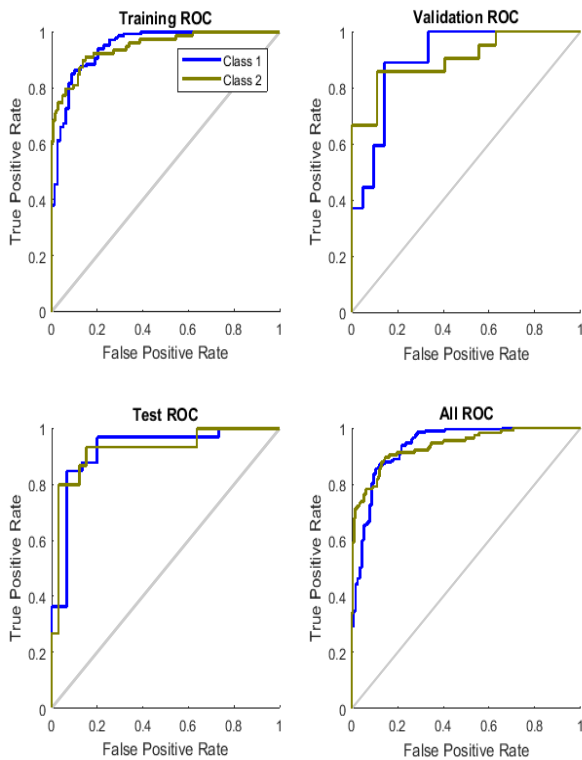 Training ROC
1
0.8
0.6
0.4
0.2
0
True Positive Rate
Class 1
Class 2
0 0.2 0.4 0.6 0.8 1
False Positive Rate
Validation ROC
1
0.8
0.6
0.4
0.2
0
True Positive Rate
0 0.2 0.4 0.6 0.8 1
False Positive Rate
Test ROC
1
0.8
0.6
0.4
0.2
0
True Positive Rate
0 0.2 0.4 0.6 0.8 1
False Positive Rate
All ROC
1
0.8
0.6
0.4
0.2
0
True Positive Rate
0 0.2 0.4 0.6 0.8 1
False Positive Rate